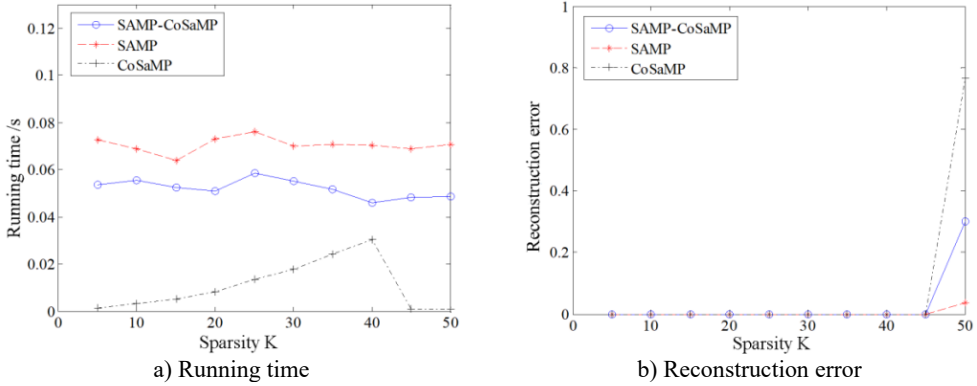 0.12
0.1
0.08
0.06
0.04
0.02
0
Running time /s
SAMP-CoSaMP
SAMP
CoSaMP
0 10 20 30 40 50
Sparsity K
a) Running time
1
0.8
0.6
0.4
0.2
0
Reconstruction error
SAMP-CoSaMP
SAMP
CoSaMP
0 10 20 30 40 50
Sparsity K
b) Reconstruction error